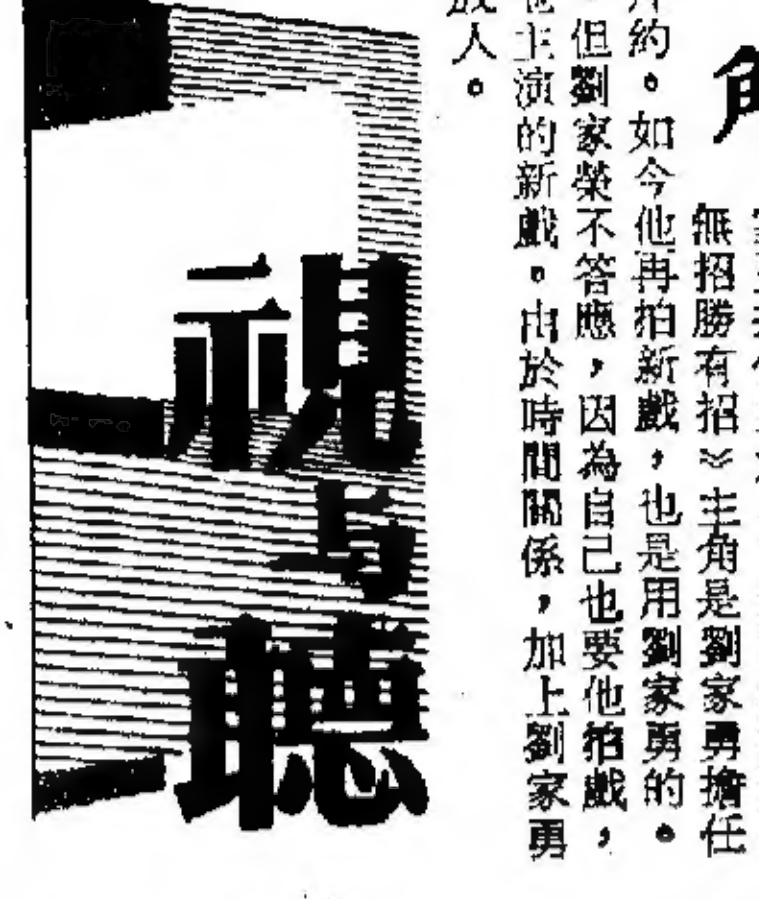 角
無招勝有招》主角是劉家勇擔任
約。如今他再拍新戲,也是用劉家勇的。
但劉家榮不答應,因為自己也要他拍戲,
主演的新戲。由於時間關係,加上劉家勇
人。
視与聽